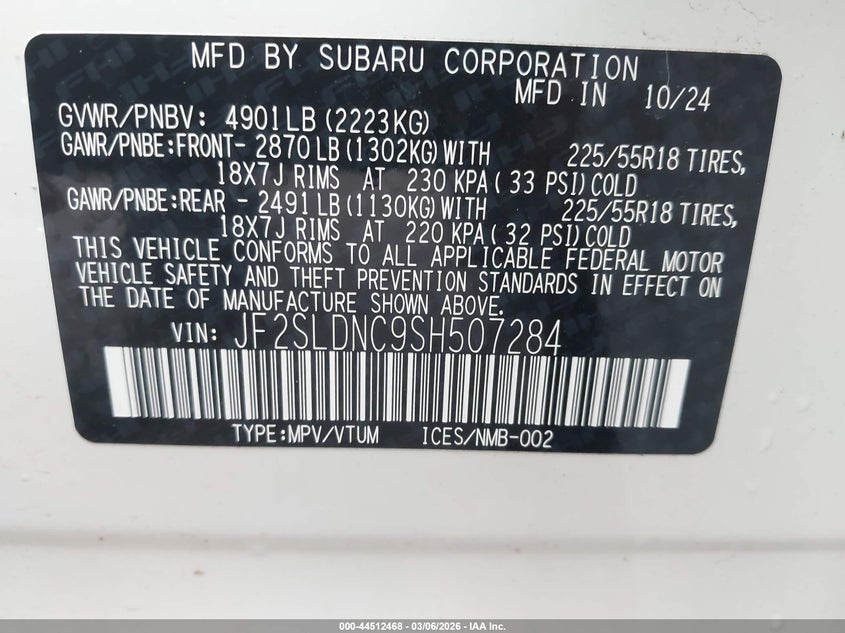 MFD BY SUBARU CORPORATION
MFD IN 10/24
GVWR/PNBV: 4901LB (2223KG)
GAWR/PNBE:FRONT- 2870 LB (1302KG) WITH 225/55R18 TIRES,
18X7J RIMS AT 230 KPA ( 33 PSI) COLD
GAWR/PNBE:REAR - 2491 LB (1130KG) WITH 225/55R18 TIRES,
18X7J RIMS AT 220 KPA ( 32 PSI) COLD
THIS VEHICLE CONFORMS TO ALL APPLICABLE FEDERAL MOTOR
VEHICLE SAFETY AND THEFT PREVENTION STANDARDS IN EFFECT ON
THE DATE OF MANUFACTURE SHOWN ABOVE.
VIN: JF2SLDNC9SH507284
TYPE:MPV/VTUM ICES/NMB-002
000-44512468 - 03/06/2026 - IAA Inc.